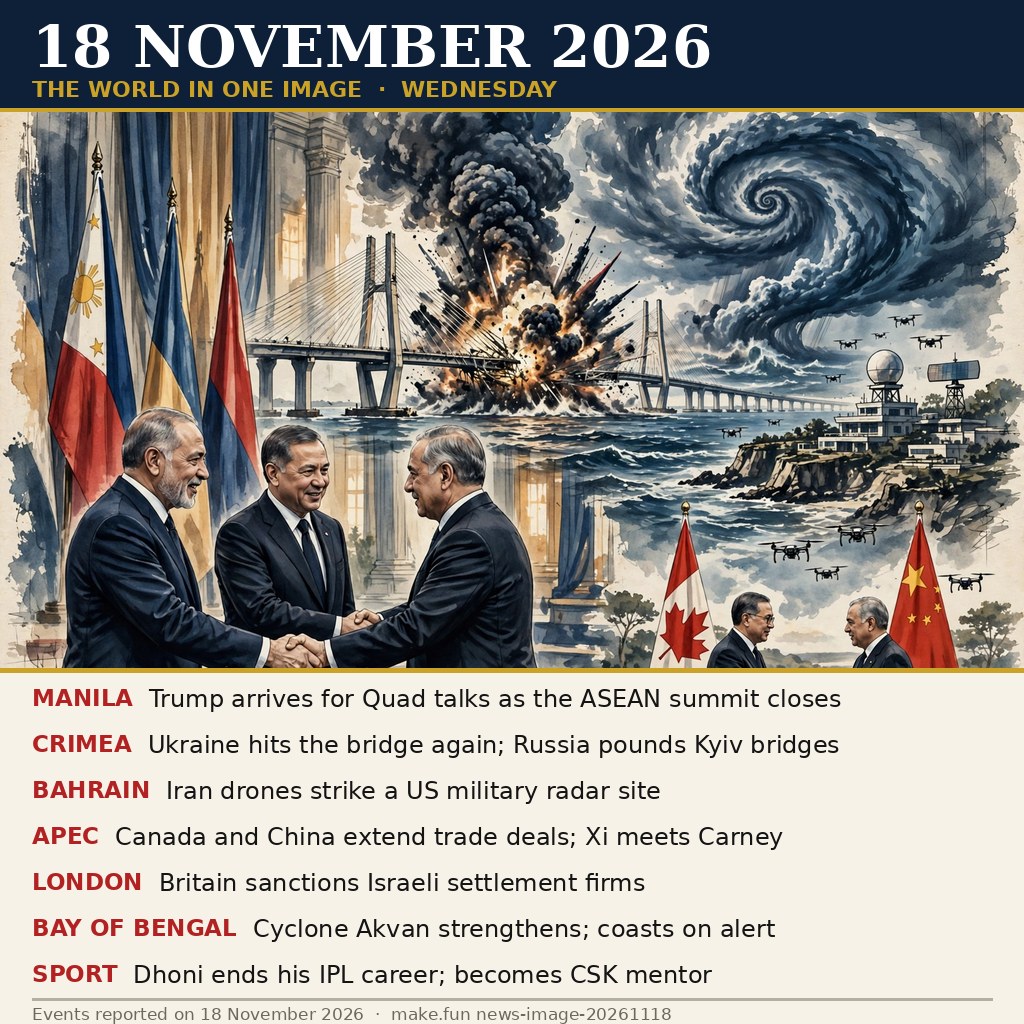 18 NOVEMBER 2026
THE WORLD IN ONE IMAGE · WEDNESDAY
MANILA Trump arrives for Quad talks as the ASEAN summit closes
CRIMEA Ukraine hits the bridge again; Russia pounds Kyiv bridges
BAHRAIN Iran drones strike a US military radar site
APEC Canada and China extend trade deals; Xi meets Carney
LONDON Britain sanctions Israeli settlement firms
BAY OF BENGAL Cyclone Akvan strengthens; coasts on alert
SPORT Dhoni ends his IPL career; becomes CSK mentor
Events reported on 18 November 2026 · make.fun news-image-20261118